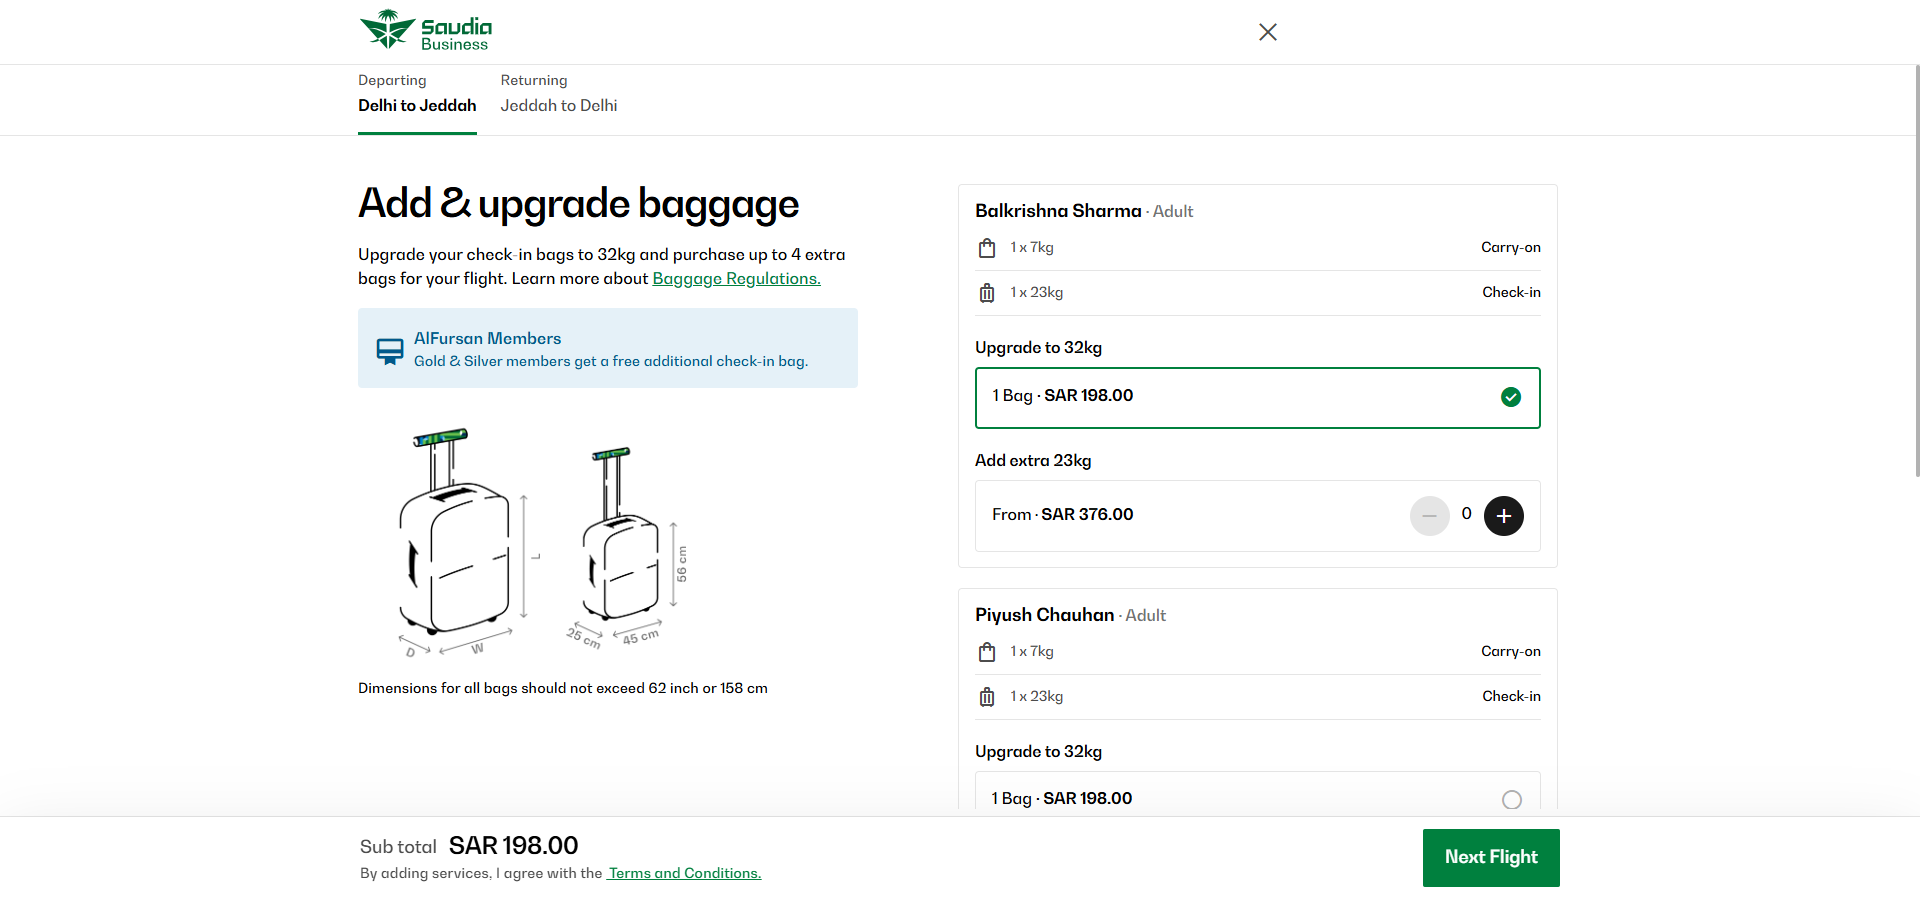 Saudia
Business
Departing
Delhi to Jeddah
Returning
Jeddah to Delhi
Add & upgrade baggage
Upgrade your check-in bags to 32kg and purchase up to 4 extra
bags for your flight. Learn more about Baggage Regulations.
AlFursan Members
Gold & Silver members get a free additional check-in bag.
L
D
W
56 cm
25 cm
45 cm
Dimensions for all bags should not exceed 62 inch or 158 cm
Balkrishna Sharma · Adult
1 x 7kg Carry-on
1 x 23kg Check-in
Upgrade to 32kg
1 Bag · SAR 198.00
Add extra 23kg
From · SAR 376.00 0
Piyush Chauhan · Adult
1 x 7kg Carry-on
1 x 23kg Check-in
Upgrade to 32kg
1 Bag · SAR 198.00
Sub total SAR 198.00
By adding services, I agree with the Terms and Conditions.
Next Flight